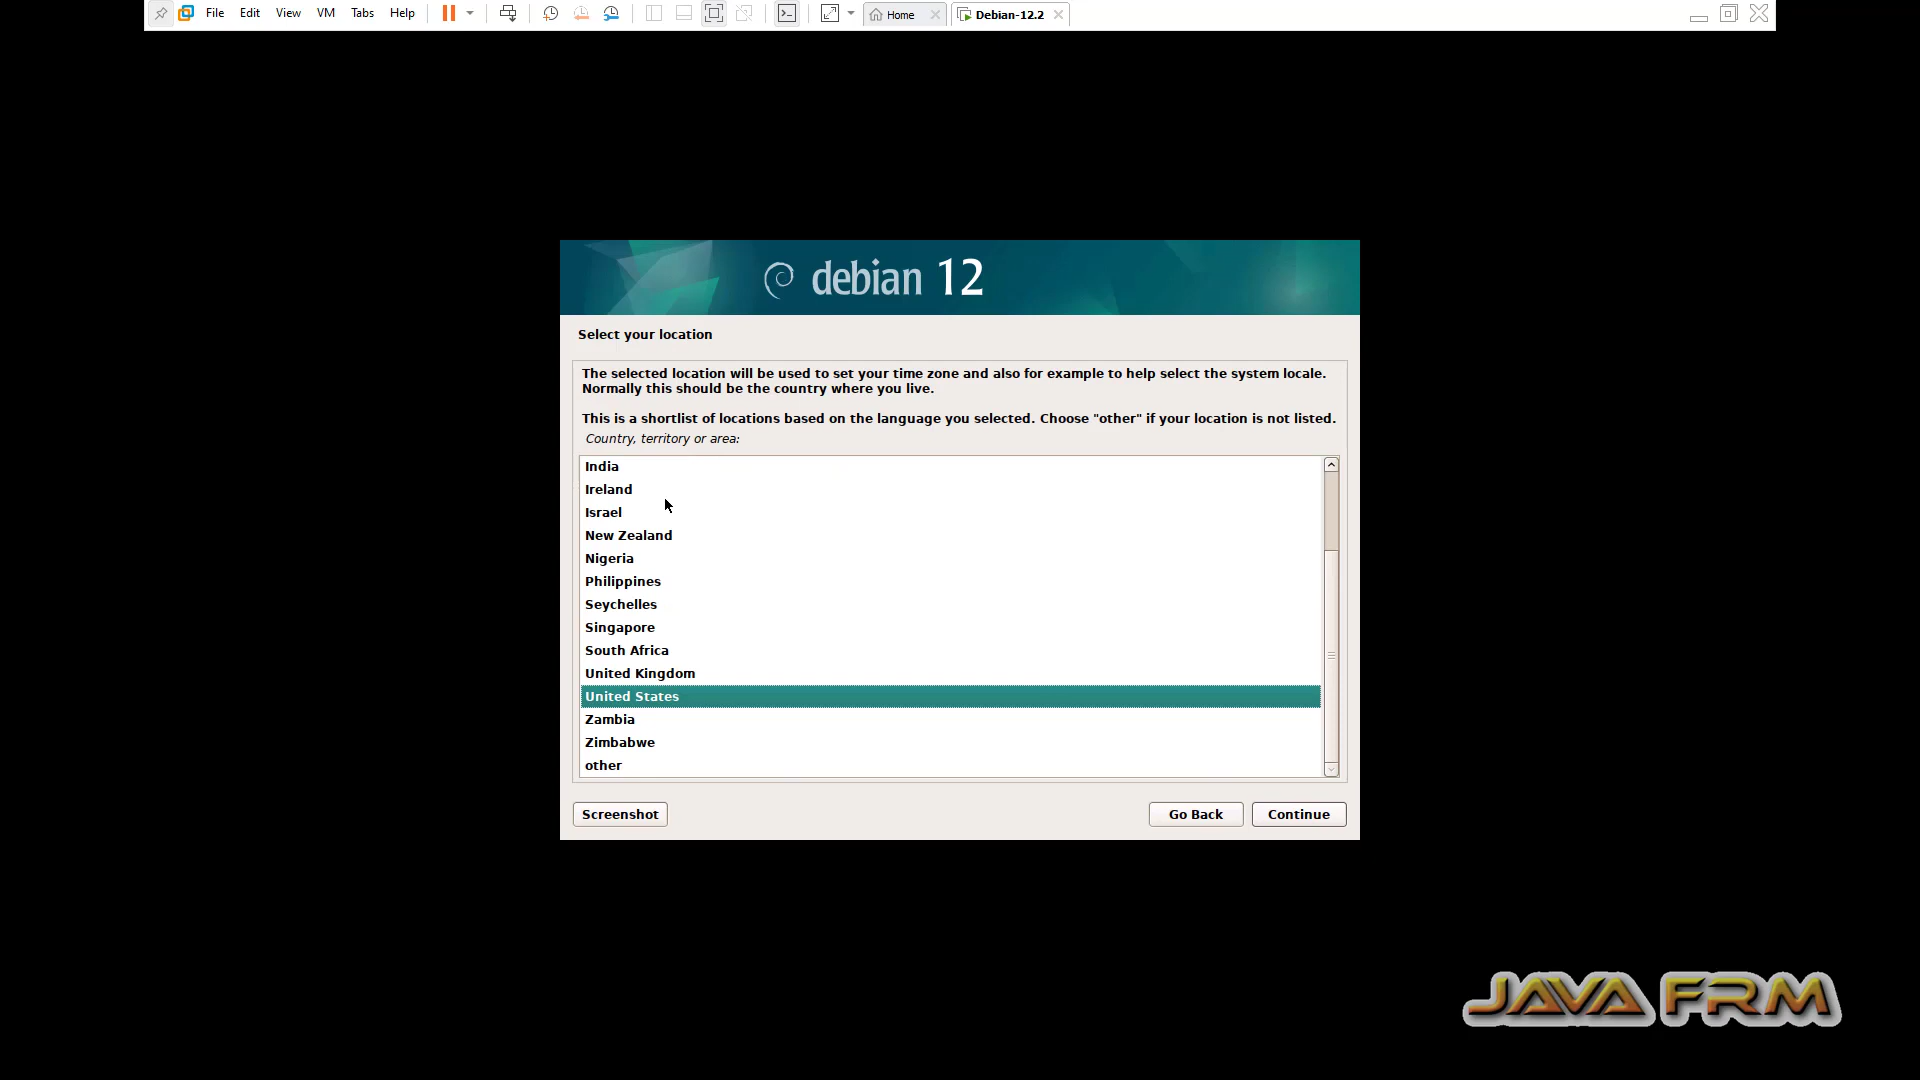 File Edit View VM Tabs Help Home Debian-12.2
debian 12
Select your location
The selected location will be used to set your time zone and also for example to help select the system locale.
Normally this should be the country where you live.
This is a shortlist of locations based on the language you selected. Choose "other" if your location is not listed.
Country, territory or area:
India
Ireland
Israel
New Zealand
Nigeria
Philippines
Seychelles
Singapore
South Africa
United Kingdom
United States
Zambia
Zimbabwe
other
Screenshot Go Back Continue
JAVA FRM